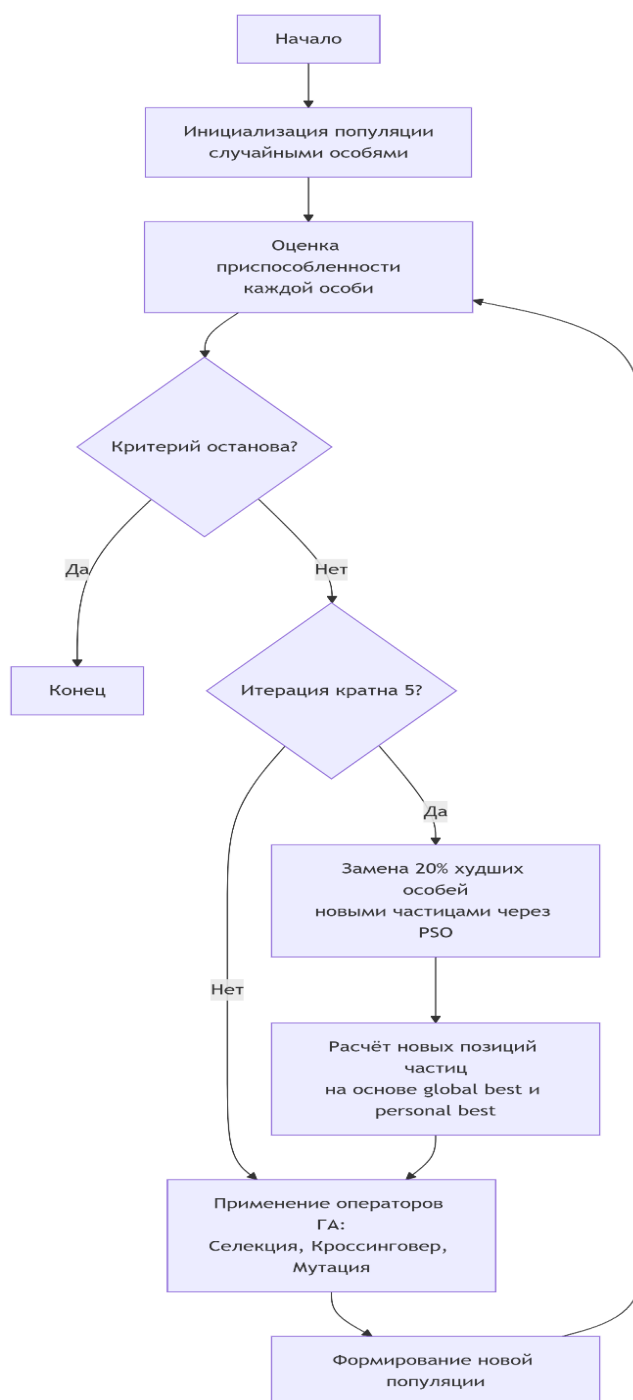 Начало
Инициализация популяции
случайными особями
Оценка
приспособленности
каждой особи
Критерий останова?
Да
Нет
Конец
Итерация кратна 5?
Да
Замена 20% худших
особей
новыми частицами через
PSO
Нет
Расчёт новых позиций
частиц
на основе global best и
personal best
Применение операторов
ГА:
Селекция, Кроссинговер,
Мутация
Формирование новой
популяции